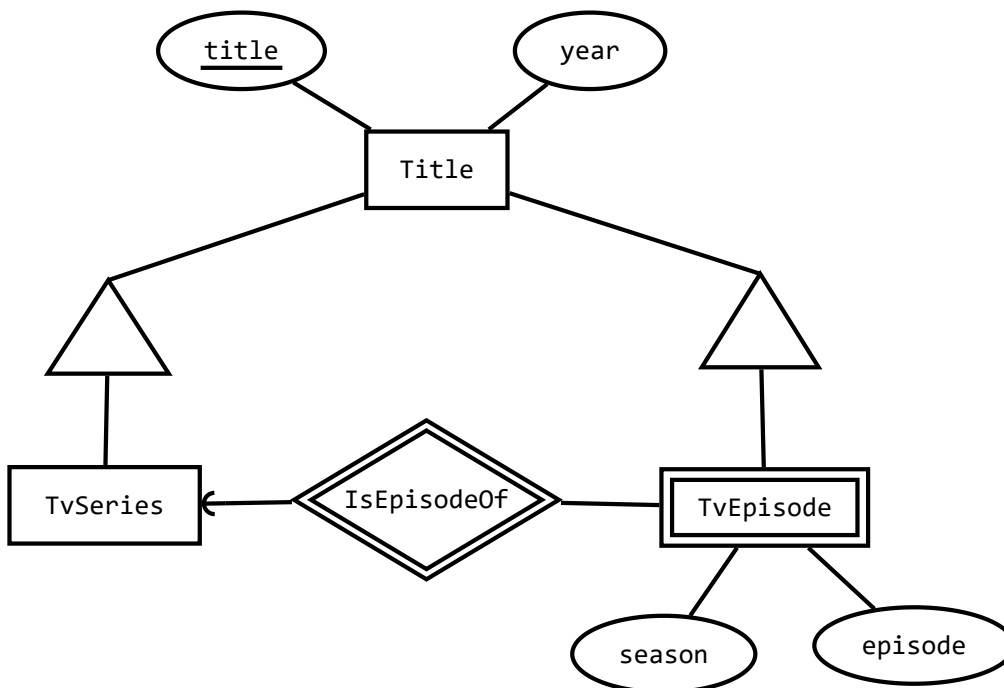 title
year
Title
TvSeries
IsEpisodeOf
TvEpisode
season
episode